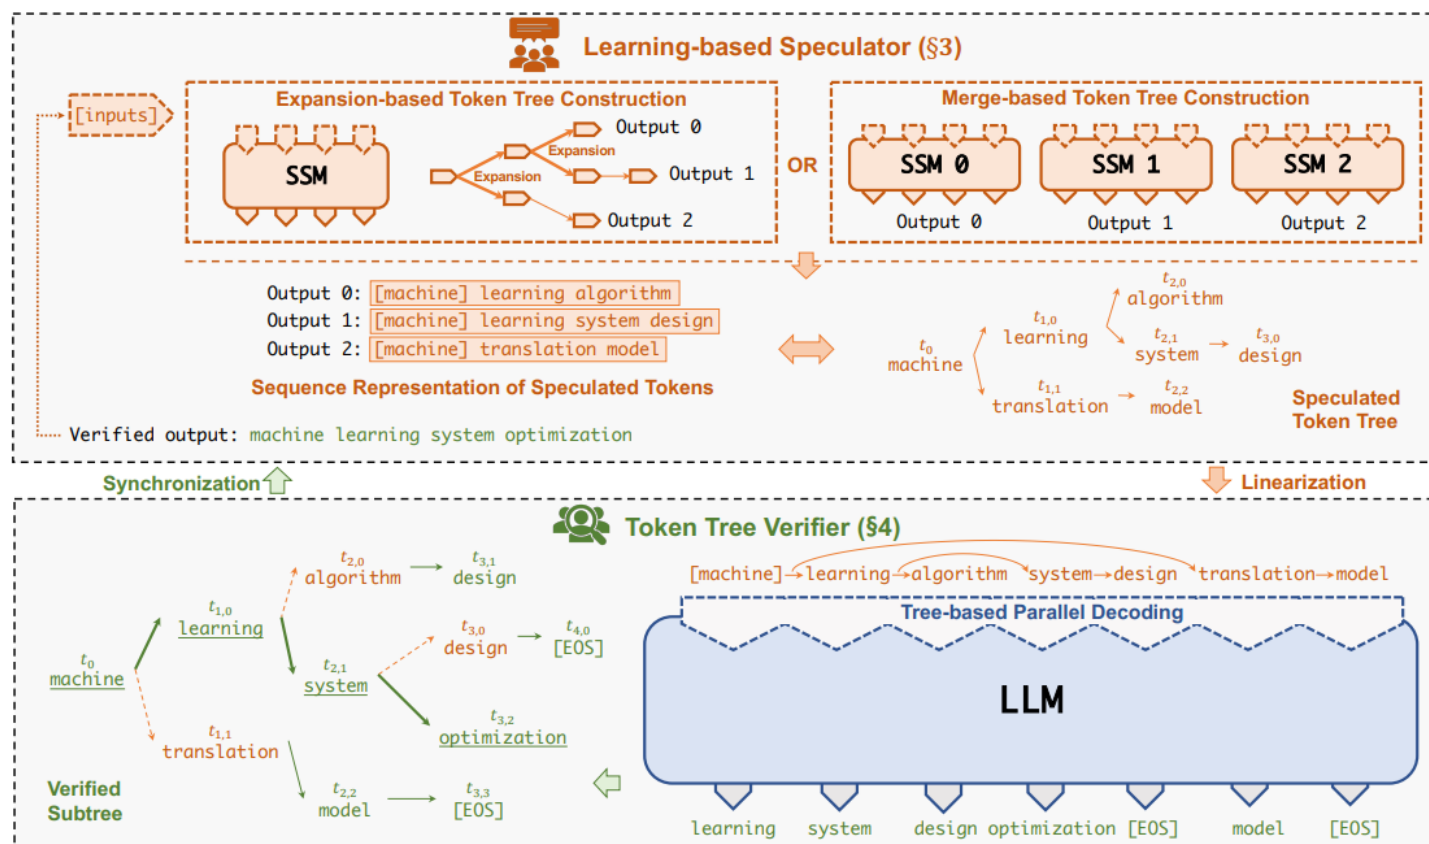 Learning-based Speculator (§3)
[inputs]
Expansion-based Token Tree Construction
SSM
Expansion
Expansion
Output 0
Output 1
Output 2
OR
Merge-based Token Tree Construction
SSM 0
SSM 1
SSM 2
Output 0
Output 1
Output 2
Output 0: [machine] learning algorithm
Output 1: [machine] learning system design
Output 2: [machine] translation model
Sequence Representation of Speculated Tokens
t0
machine
t1,0
learning
t2,0
algorithm
t2,1
system
t3,0
design
t1,1
translation
t2,2
model
Speculated
Token Tree
Verified output: machine learning system optimization
Synchronization
Linearization
Token Tree Verifier (§4)
t0
machine
t1,0
learning
t2,0
algorithm
t3,1
design
t2,1
system
t3,0
design
t4,0
[EOS]
t3,2
optimization
t1,1
translation
t2,2
model
t3,3
[EOS]
Verified
Subtree
[machine] learning algorithm system design translation model
Tree-based Parallel Decoding
LLM
learning system design optimization [EOS] model [EOS]